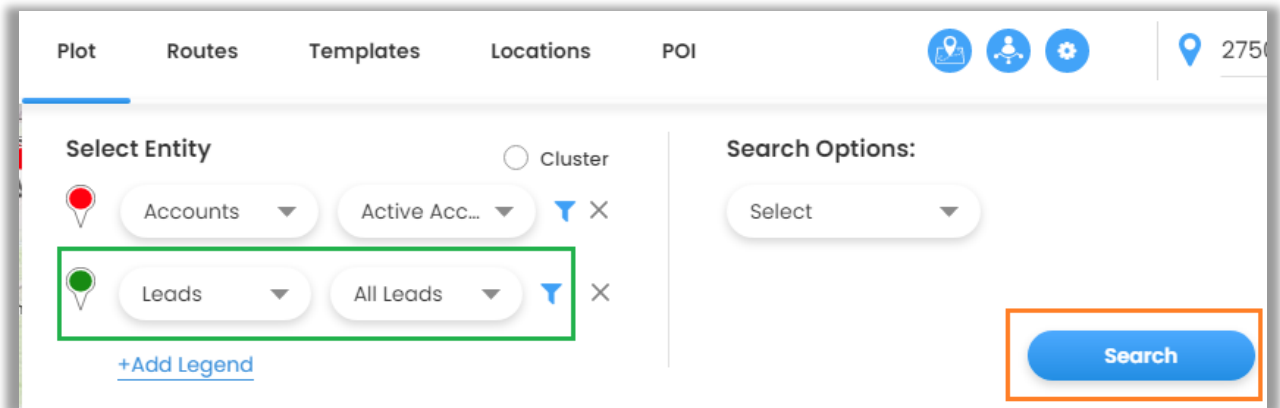 Plot Routes Templates Locations POI 2750
Select Entity Cluster Search Options:
Accounts Active Acc... Select
Leads All Leads
Search
+Add Legend